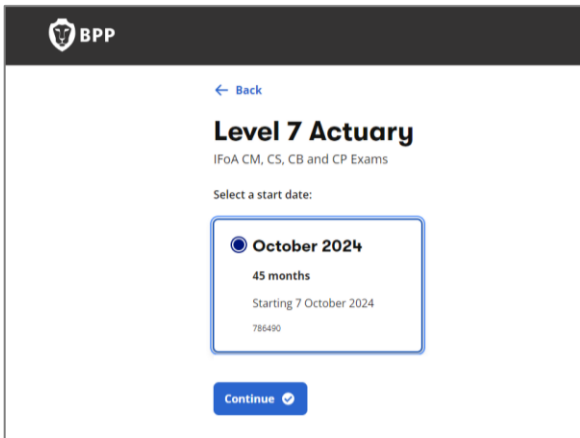 BPP
← Back
Level 7 Actuary
IFoA CM, CS, CB and CP Exams
Select a start date:
October 2024
45 months
Starting 7 October 2024
786490
Continue